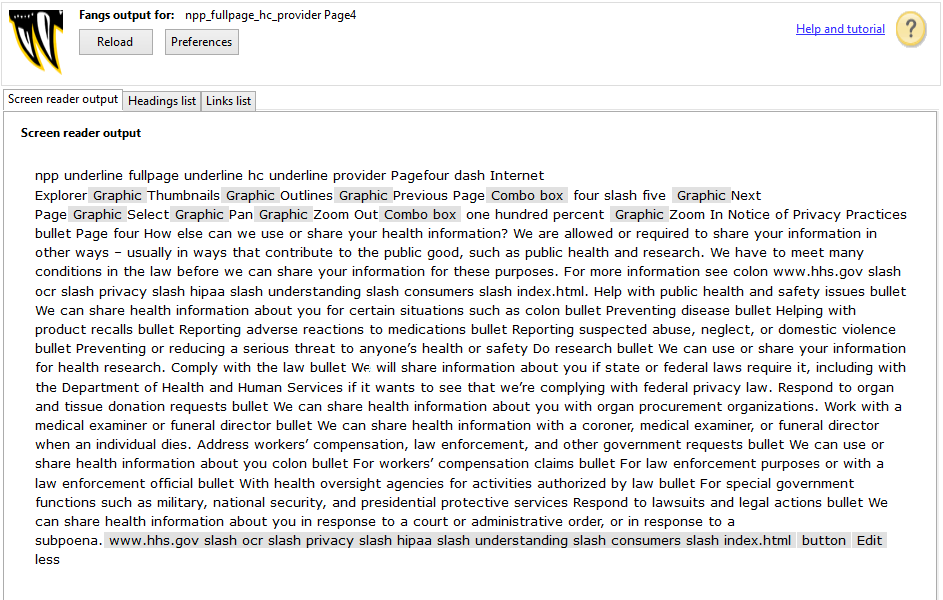 Fangs output for: npp_fullpage_hc_provider Page4
Reload Preferences
Help and tutorial
?
Screen reader output Headings list Links list
Screen reader output
npp underline fullpage underline hc underline provider Pagefour dash Internet
Explorer Graphic Thumbnails Graphic Outlines Graphic Previous Page Combo box four slash five Graphic Next
Page Graphic Select Graphic Pan Graphic Zoom Out Combo box one hundred percent Graphic Zoom In Notice of Privacy Practices
bullet Page four How else can we use or share your health information? We are allowed or required to share your information in
other ways – usually in ways that contribute to the public good, such as public health and research. We have to meet many
conditions in the law before we can share your information for these purposes. For more information see colon www.hhs.gov slash
ocr slash privacy slash hipaa slash understanding slash consumers slash index.html. Help with public health and safety issues bullet
We can share health information about you for certain situations such as colon bullet Preventing disease bullet Helping with
product recalls bullet Reporting adverse reactions to medications bullet Reporting suspected abuse, neglect, or domestic violence
bullet Preventing or reducing a serious threat to anyone’s health or safety Do research bullet We can use or share your information
for health research. Comply with the law bullet We will share information about you if state or federal laws require it, including with
the Department of Health and Human Services if it wants to see that we’re complying with federal privacy law. Respond to organ
and tissue donation requests bullet We can share health information about you with organ procurement organizations. Work with a
medical examiner or funeral director bullet We can share health information with a coroner, medical examiner, or funeral director
when an individual dies. Address workers’ compensation, law enforcement, and other government requests bullet We can use or
share health information about you colon bullet For workers’ compensation claims bullet For law enforcement purposes or with a
law enforcement official bullet With health oversight agencies for activities authorized by law bullet For special government
functions such as military, national security, and presidential protective services Respond to lawsuits and legal actions bullet We
can share health information about you in response to a court or administrative order, or in response to a
subpoena. www.hhs.gov slash ocr slash privacy slash hipaa slash understanding slash consumers slash index.html button Edit
less